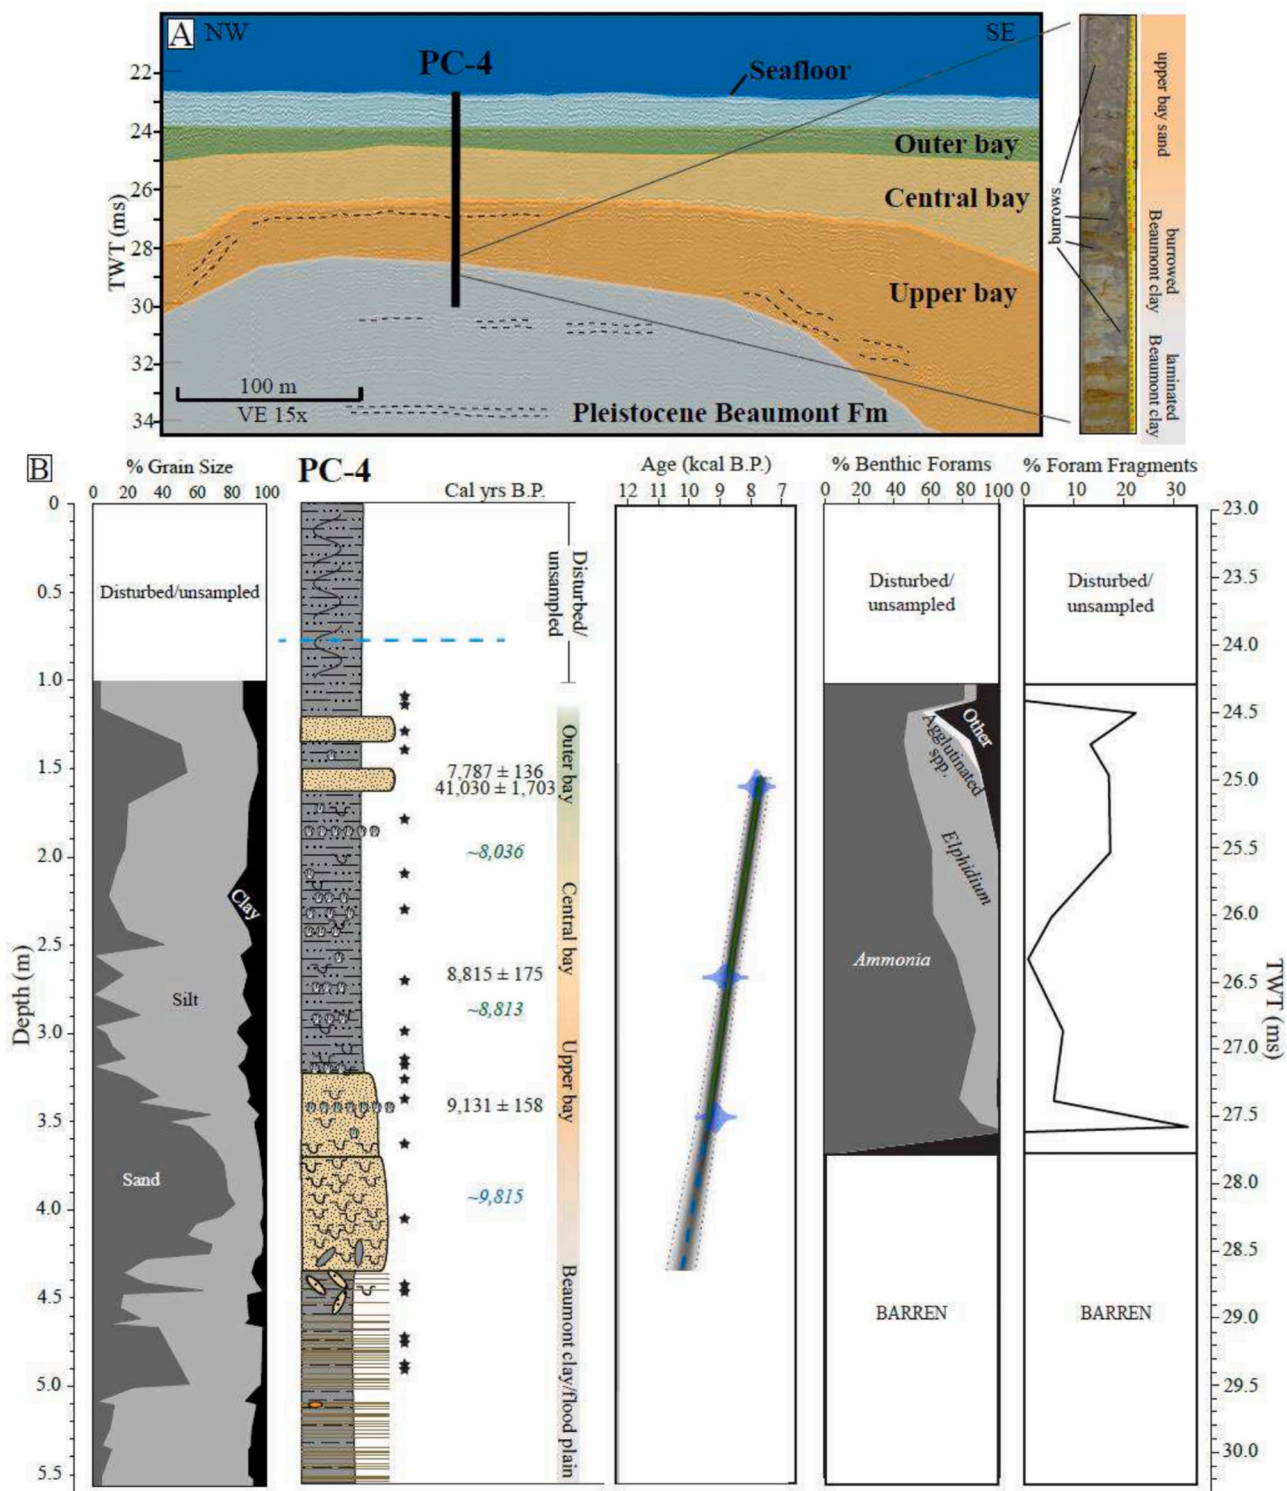 A NW
SE
PC-4
Seafloor
Outer bay
Central bay
Upper bay
Pleistocene Beaumont Fm
TWT (ms)
22
24
26
28
30
32
34
100 m
VE 15x
burrows
upper bay sand
burrowed
Beaumont clay
laminated
Beaumont clay
B
% Grain Size
0 20 40 60 80 100
PC-4
Cal yrs B.P.
Age (kcal B.P.)
12 11 10 9 8 7
% Benthic Forams
0 20 40 60 80 100
% Foram Fragments
0 10 20 30
Depth (m)
0
0.5
1.0
1.5
2.0
2.5
3.0
3.5
4.0
4.5
5.0
5.5
Disturbed/unsampled
Clay
Silt
Sand
7,787 ± 136
41,030 ± 1,703
~8,036
8,815 ± 175
~8,813
9,131 ± 158
~9,815
Disturbed/
unsampled
Outer bay
Central bay
Upper bay
Beaumont clay/flood plain
Disturbed/
unsampled
Other
Agglutinated
spp.
Elphidium
Ammonia
BARREN
Disturbed/
unsampled
BARREN
TWT (ms)
23.0
23.5
24.0
24.5
25.0
25.5
26.0
26.5
27.0
27.5
28.0
28.5
29.0
29.5
30.0